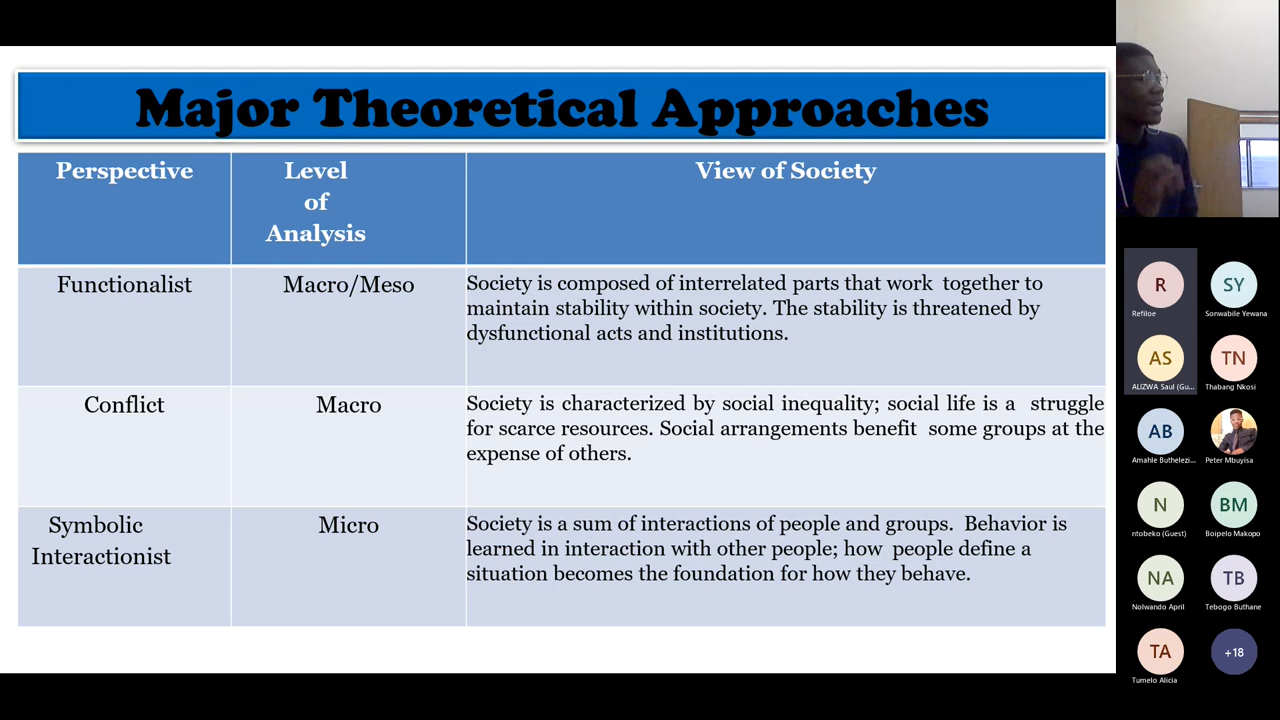 Major Theoretical Approaches
Perspective
Level
of
Analysis
View of Society
Functionalist
Macro/Meso
Society is composed of interrelated parts that work together to
maintain stability within society. The stability is threatened by
dysfunctional acts and institutions.
Conflict
Macro
Society is characterized by social inequality; social life is a struggle
for scarce resources. Social arrangements benefit some groups at the
expense of others.
Symbolic
Interactionist
Micro
Society is a sum of interactions of people and groups. Behavior is
learned in interaction with other people; how people define a
situation becomes the foundation for how they behave.
R
Refiloe
SY
Sonwabile Yewana
AS
ALIZWA Saul (Gu...
TN
Thabang Nkosi
AB
Amahle Buthelezi...
Peter Mbuyisa
N
ntobeko (Guest)
BM
Boipelo Makopo
NA
Nolwando April
TB
Tebogo Buthane
TA
Tumelo Alicia
+18